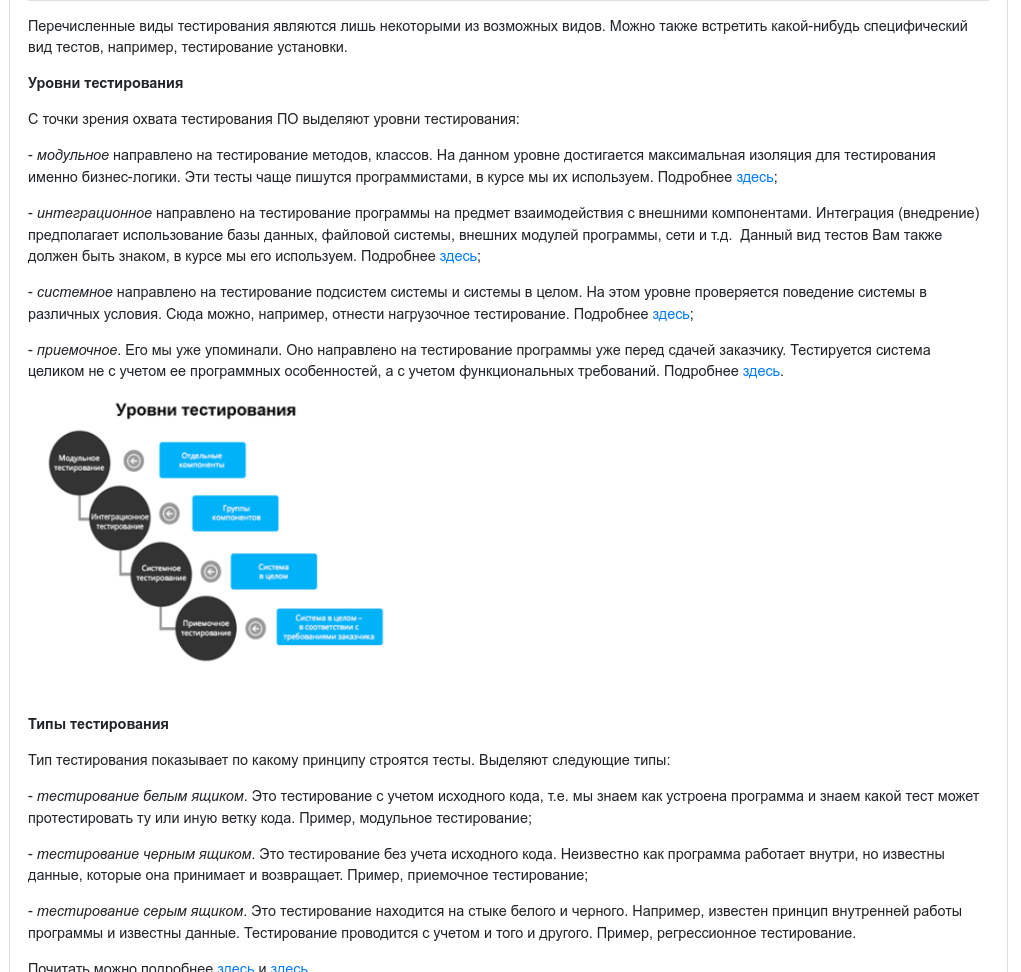 Перечисленные виды тестирования являются лишь некоторыми из возможных видов. Можно также встретить какой-нибудь специфический
вид тестов, например, тестирование установки.
Уровни тестирования
С точки зрения охвата тестирования ПО выделяют уровни тестирования:
- модульное направлено на тестирование методов, классов. На данном уровне достигается максимальная изоляция для тестирования
именно бизнес-логики. Эти тесты чаще пишутся программистами, в курсе мы их используем. Подробнее здесь;
- интеграционное направлено на тестирование программы на предмет взаимодействия с внешними компонентами. Интеграция (внедрение)
предполагает использование базы данных, файловой системы, внешних модулей программы, сети и т.д.  Данный вид тестов Вам также
должен быть знаком, в курсе мы его используем. Подробнее здесь;
- системное направлено на тестирование подсистем системы и системы в целом. На этом уровне проверяется поведение системы в
различных условия. Сюда можно, например, отнести нагрузочное тестирование. Подробнее здесь;
- приемочное. Его мы уже упоминали. Оно направлено на тестирование программы уже перед сдачей заказчику. Тестируется система
целиком не с учетом ее программных особенностей, а с учетом функциональных требований. Подробнее здесь.
Уровни тестирования
Модульное
тестирование
Отдельные
компоненты
Интеграционное
тестирование
Группы
компонентов
Системное
тестирование
Система
в целом
Приемочное
тестирование
Система в целом –
в соответствии с
требованиями заказчика
Типы тестирования
Тип тестирования показывает по какому принципу строятся тесты. Выделяют следующие типы:
- тестирование белым ящиком. Это тестирование с учетом исходного кода, т.е. мы знаем как устроена программа и знаем какой тест может
протестировать ту или иную ветку кода. Пример, модульное тестирование;
- тестирование черным ящиком. Это тестирование без учета исходного кода. Неизвестно как программа работает внутри, но известны
данные, которые она принимает и возвращает. Пример, приемочное тестирование;
- тестирование серым ящиком. Это тестирование находится на стыке белого и черного. Например, известен принцип внутренней работы
программы и известны данные. Тестирование проводится с учетом и того и другого. Пример, регрессионное тестирование.
Почитать можно подробнее здесь и здесь